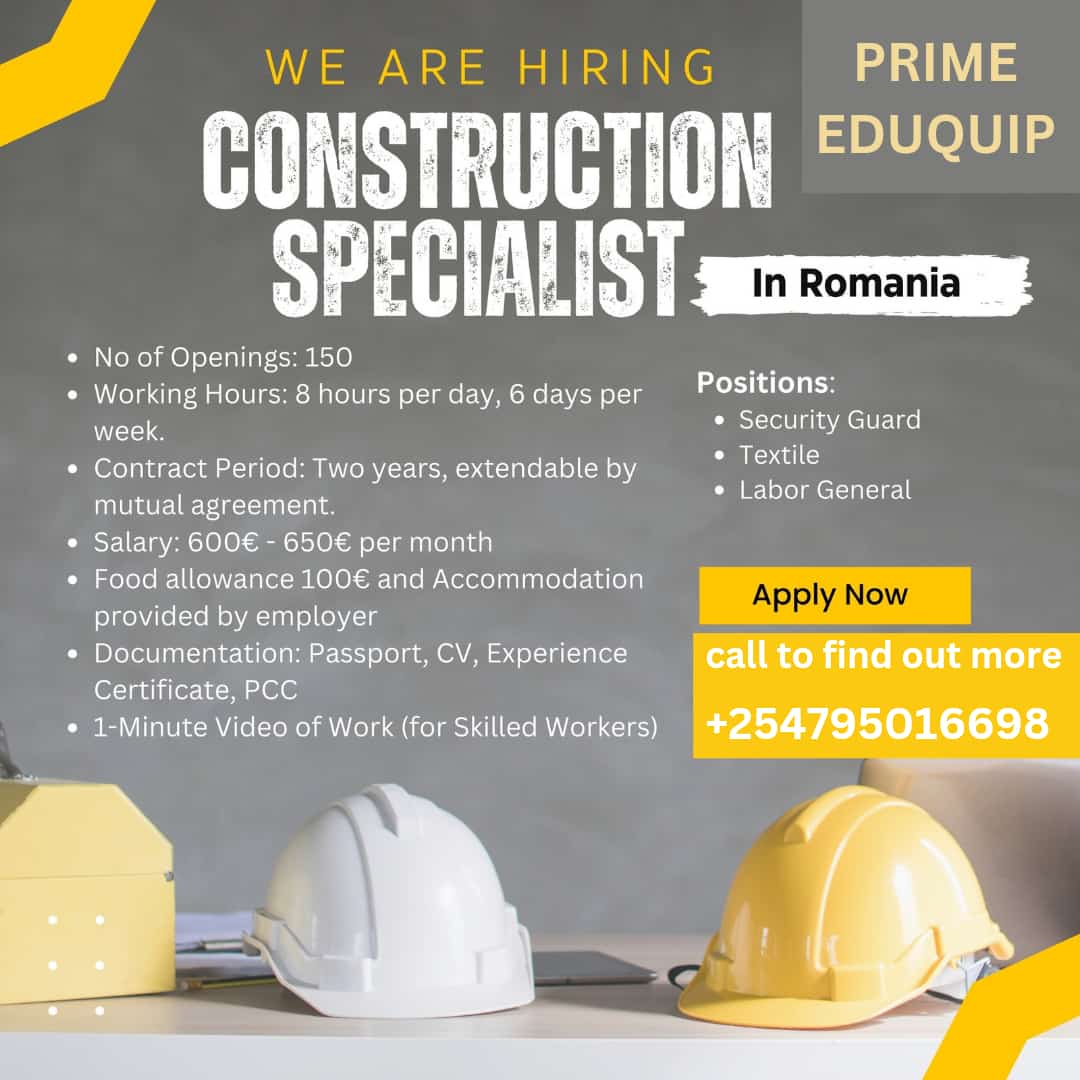 WE ARE HIRING
PRIME
EDUQUIP
CONSTRUCTION
SPECIALIST
In Romania
• No of Openings: 150
• Working Hours: 8 hours per day, 6 days per
week.
• Contract Period: Two years, extendable by
mutual agreement.
• Salary: 600€ - 650€ per month
• Food allowance 100€ and Accommodation
provided by employer
• Documentation: Passport, CV, Experience
Certificate, PCC
• 1-Minute Video of Work (for Skilled Workers)
Positions:
• Security Guard
• Textile
• Labor General
Apply Now
call to find out more
+254795016698